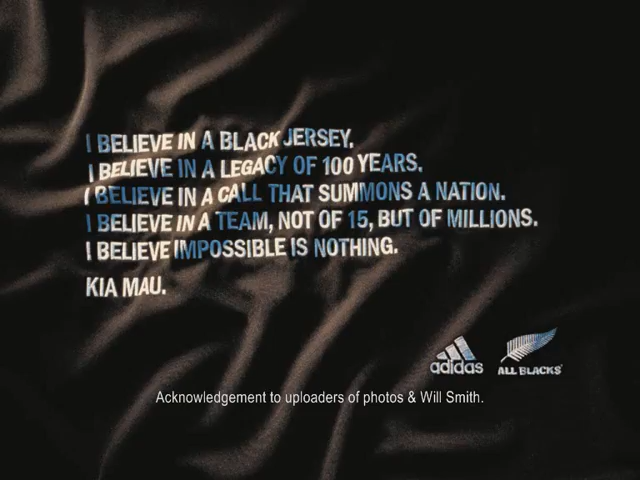 I BELIEVE IN A BLACK JERSEY.
I BELIEVE IN A LEGACY OF 100 YEARS.
I BELIEVE IN A CALL THAT SUMMONS A NATION.
I BELIEVE IN A TEAM, NOT OF 15, BUT OF MILLIONS.
I BELIEVE IMPOSSIBLE IS NOTHING.
KIA MAU.
adidas
ALL BLACKS
Acknowledgement to uploaders of photos & Will Smith.